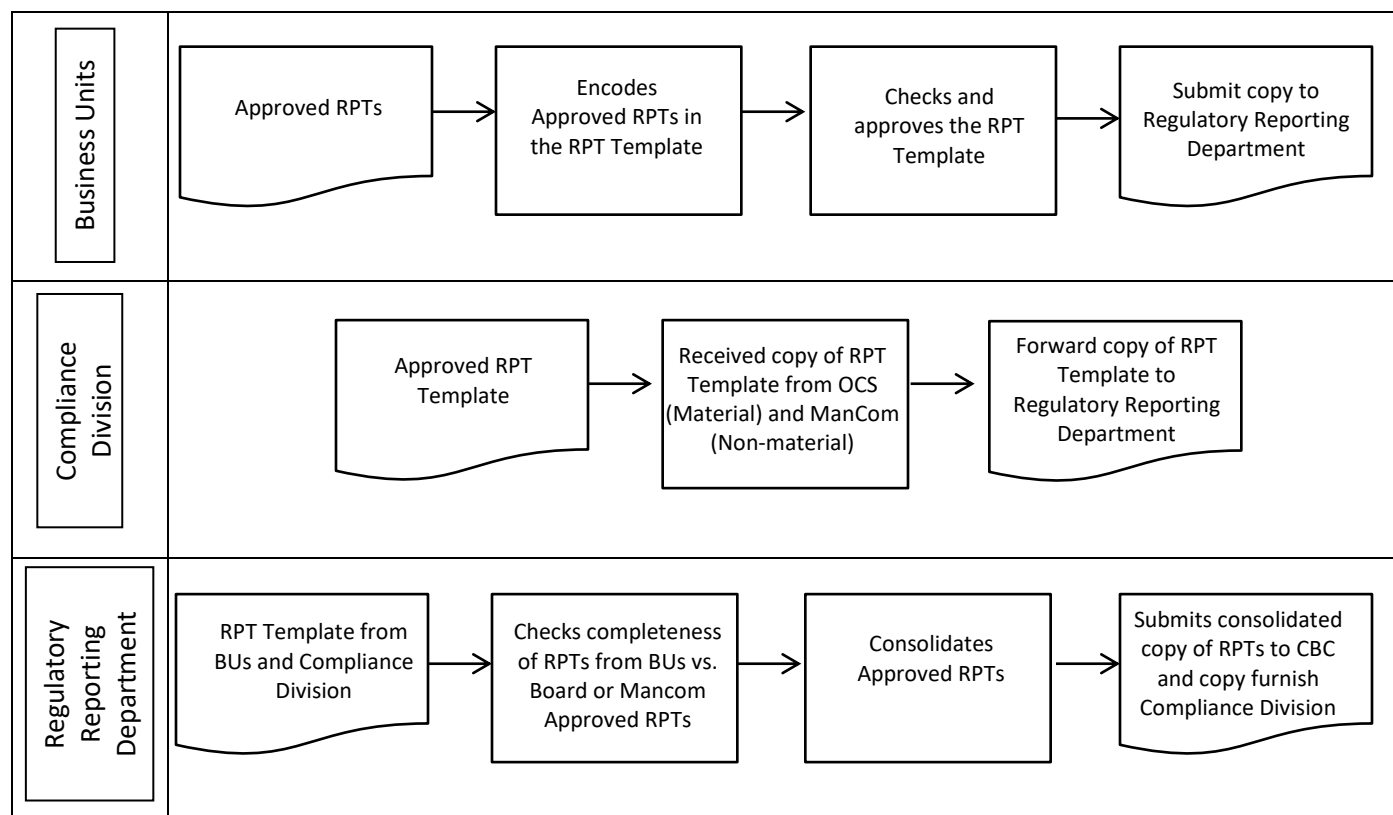 Business Units
Approved RPTs
Encodes
Approved RPTs in
the RPT Template
Checks and
approves the RPT
Template
Submit copy to
Regulatory Reporting
Department
Compliance
Division
Approved RPT
Template
Received copy of RPT
Template from OCS
(Material) and ManCom
(Non-material)
Forward copy of RPT
Template to
Regulatory Reporting
Department
Regulatory
Reporting
Department
RPT Template from
BUs and Compliance
Division
Checks completeness
of RPTs from BUs vs.
Board or Mancom
Approved RPTs
Consolidates
Approved RPTs
Submits consolidated
copy of RPTs to CBC
and copy furnish
Compliance Division